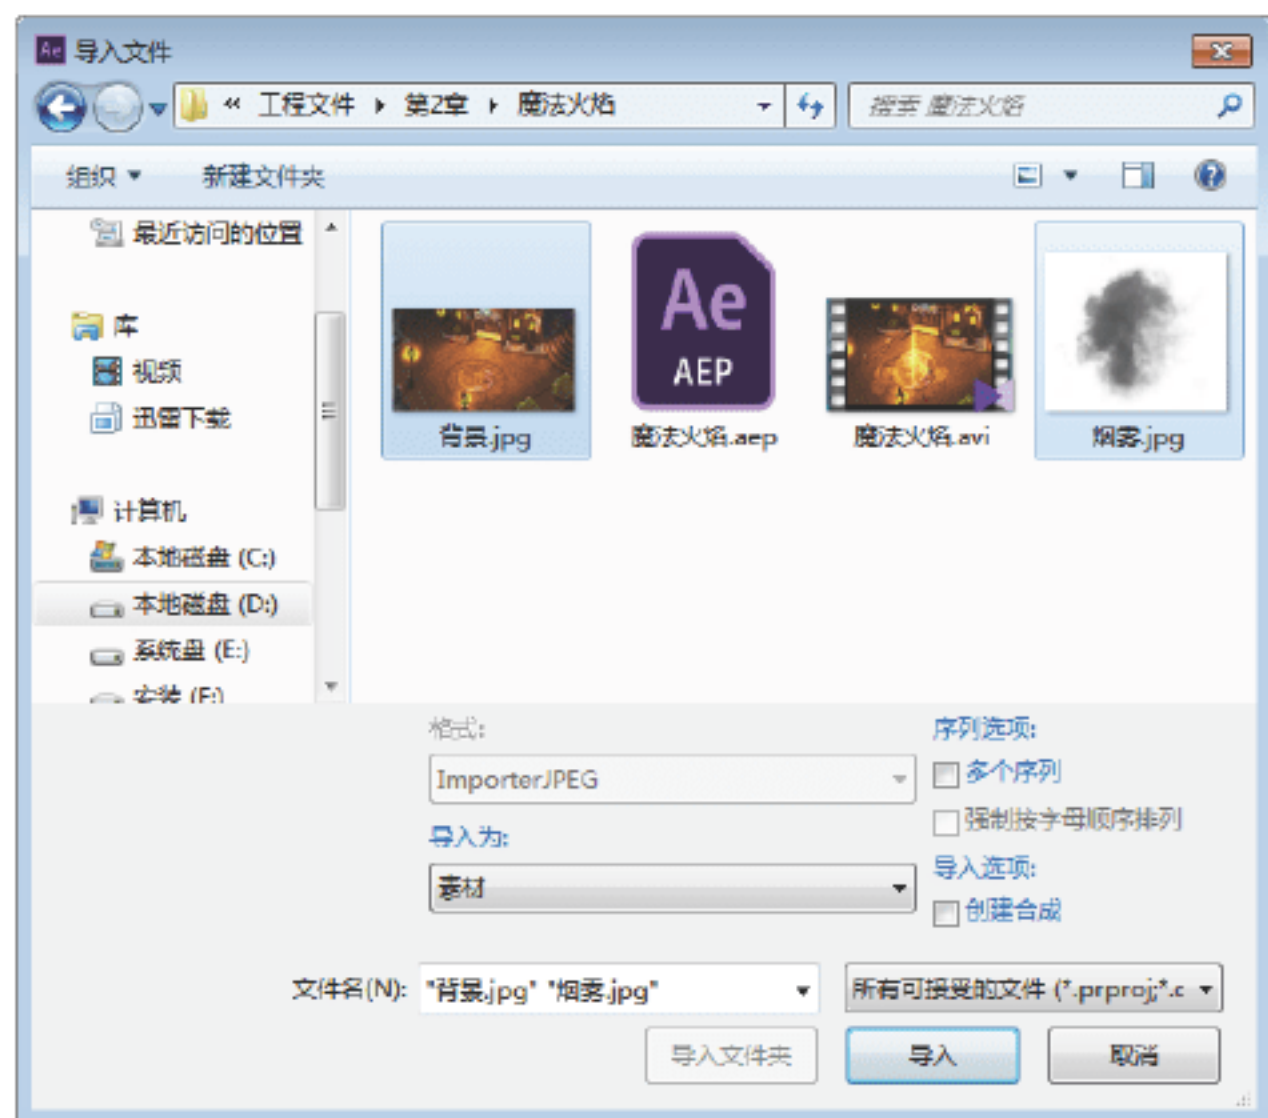 Ae 导入文件
« 工程文件 ▸ 第2章 ▸ 魔法火焰
搜索 魔法火焰
组织 新建文件夹
最近访问的位置
库
视频
迅雷下载
计算机
本地磁盘 (C:)
本地磁盘 (D:)
系统盘 (E:)
安装 (F:)
Ae
AEP
背景.jpg
魔法火焰.aep
魔法火焰.avi
烟雾.jpg
格式:
ImporterJPEG
导入为:
素材
序列选项:
多个序列
强制按字母顺序排列
导入选项:
创建合成
文件名(N): "背景.jpg" "烟雾.jpg"
所有可接受的文件 (*.prproj;*.c
导入文件夹 导入 取消